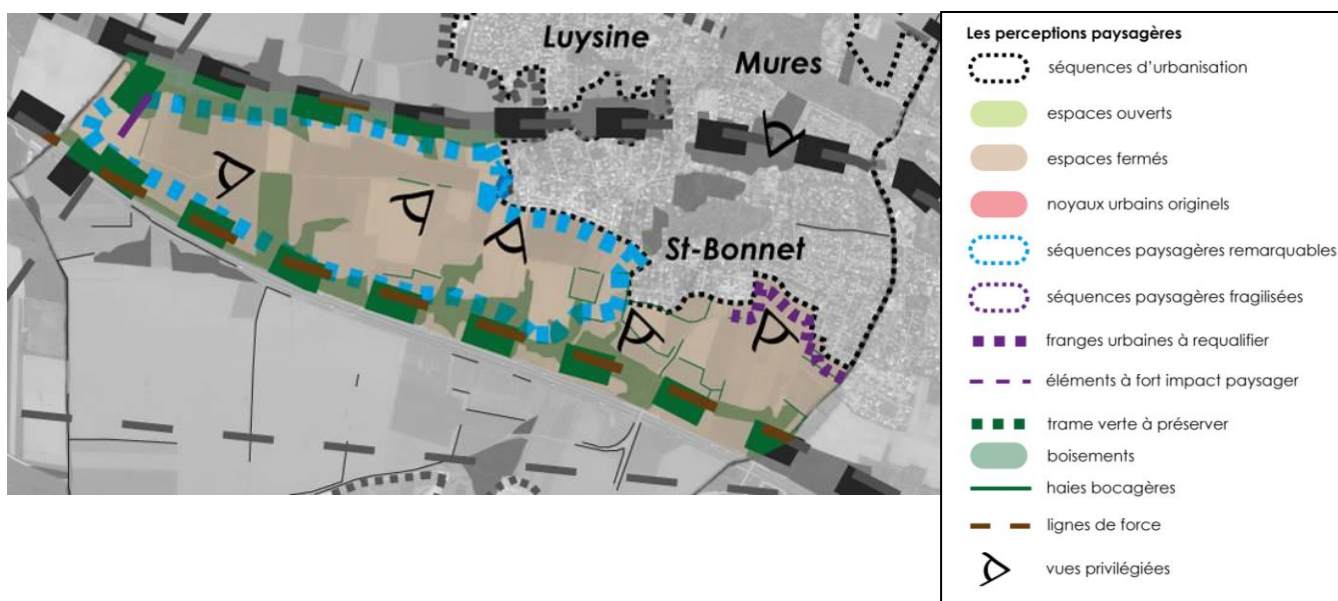 Luysine
Mures
St-Bonnet
Les perceptions paysagères
séquences d'urbanisation
espaces ouverts
espaces fermés
noyaux urbains originels
séquences paysagères remarquables
séquences paysagères fragilisées
franges urbaines à requalifier
éléments à fort impact paysager
trame verte à préserver
boisements
haies bocagères
lignes de force
vues privilégiées